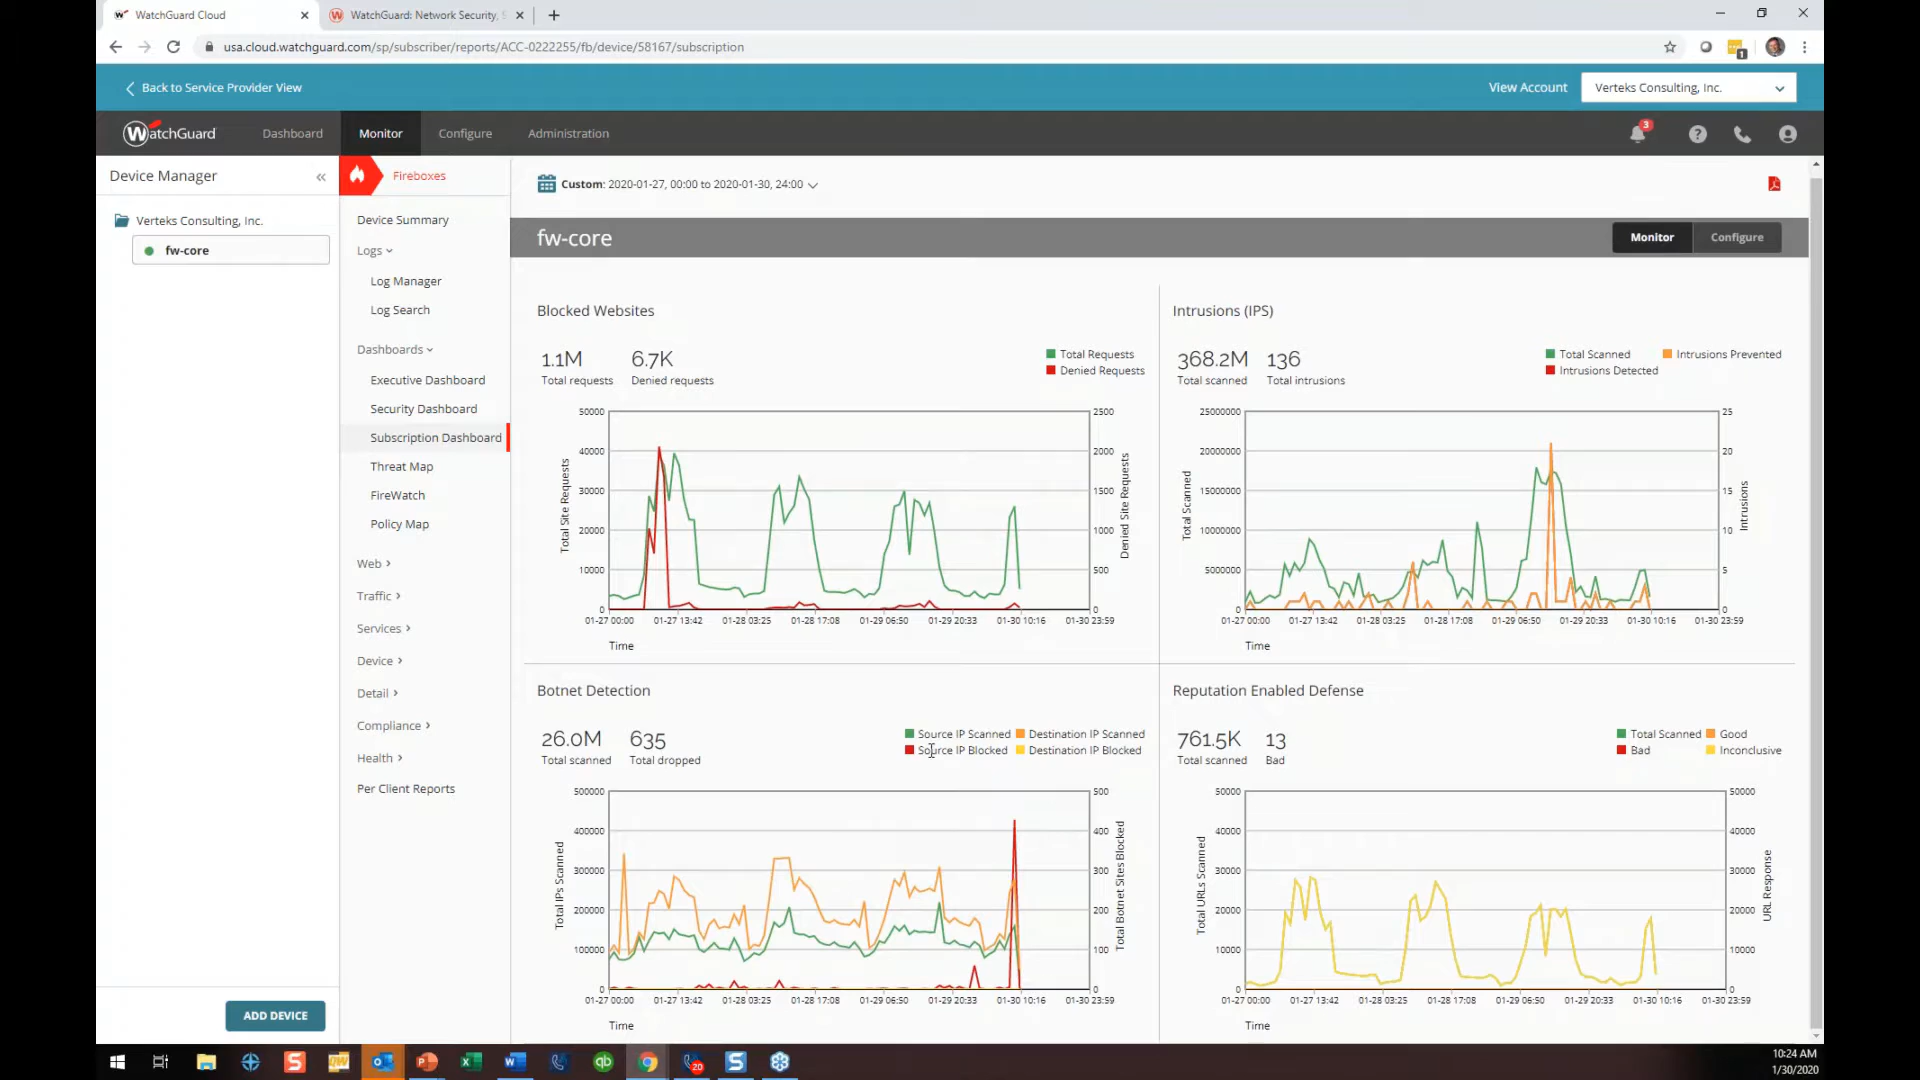 WatchGuard Cloud
WatchGuard: Network Security, S
usa.cloud.watchguard.com/sp/subscriber/reports/ACC-0222255/fb/device/58167/subscription
1
Back to Service Provider View
View Account
Verteks Consulting, Inc.
WatchGuard
Dashboard
Monitor
Configure
Administration
3
Device Manager
Verteks Consulting, Inc.
fw-core
ADD DEVICE
Fireboxes
Device Summary
Logs
Log Manager
Log Search
Dashboards
Executive Dashboard
Security Dashboard
Subscription Dashboard
Threat Map
FireWatch
Policy Map
Web
Traffic
Services
Device
Detail
Compliance
Health
Per Client Reports
Custom: 2020-01-27, 00:00 to 2020-01-30, 24:00
fw-core
Monitor
Configure
Blocked Websites
1.1M
Total requests
6.7K
Denied requests
Total Requests
Denied Requests
Total Site Requests
50000
40000
30000
20000
10000
0
2500
2000
1500
1000
500
0
Denied Site Requests
01-27 00:00 01-27 13:42 01-28 03:25 01-28 17:08 01-29 06:50 01-29 20:33 01-30 10:16 01-30 23:59
Time
Intrusions (IPS)
368.2M
Total scanned
136
Total intrusions
Total Scanned
Intrusions Prevented
Intrusions Detected
Total Scanned
25000000
20000000
15000000
10000000
5000000
0
25
20
15
10
5
0
Intrusions
01-27 00:00 01-27 13:42 01-28 03:25 01-28 17:08 01-29 06:50 01-29 20:33 01-30 10:16 01-30 23:59
Time
Botnet Detection
26.0M
Total scanned
635
Total dropped
Source IP Scanned
Destination IP Scanned
Source IP Blocked
Destination IP Blocked
Total IPs Scanned
500000
400000
300000
200000
100000
0
500
400
300
200
100
0
Total Botnet Sites Blocked
01-27 00:00 01-27 13:42 01-28 03:25 01-28 17:08 01-29 06:50 01-29 20:33 01-30 10:16 01-30 23:59
Time
Reputation Enabled Defense
761.5K
Total scanned
13
Bad
Total Scanned
Good
Bad
Inconclusive
Total URLs Scanned
50000
40000
30000
20000
10000
0
50000
40000
30000
20000
10000
0
URL Response
01-27 00:00 01-27 13:42 01-28 03:25 01-28 17:08 01-29 06:50 01-29 20:33 01-30 10:16 01-30 23:59
Time
20
10:24 AM
1/30/2020